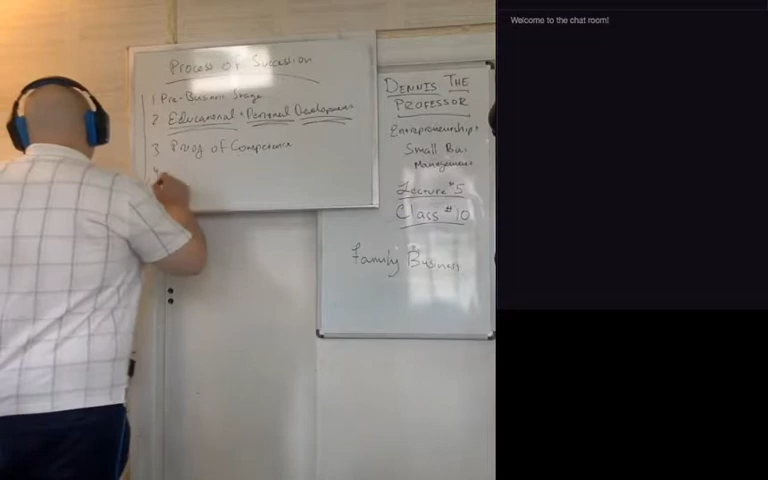 Welcome to the chat room!
Process of Succession
1 Pre-Business Stage
2 Educational + Personal Development
3 Proof of Competence
4
DENNIS THE
PROFESSOR
Entrepreneurship +
Small Bus.
Management
Lecture #5
Class #10
Family Business